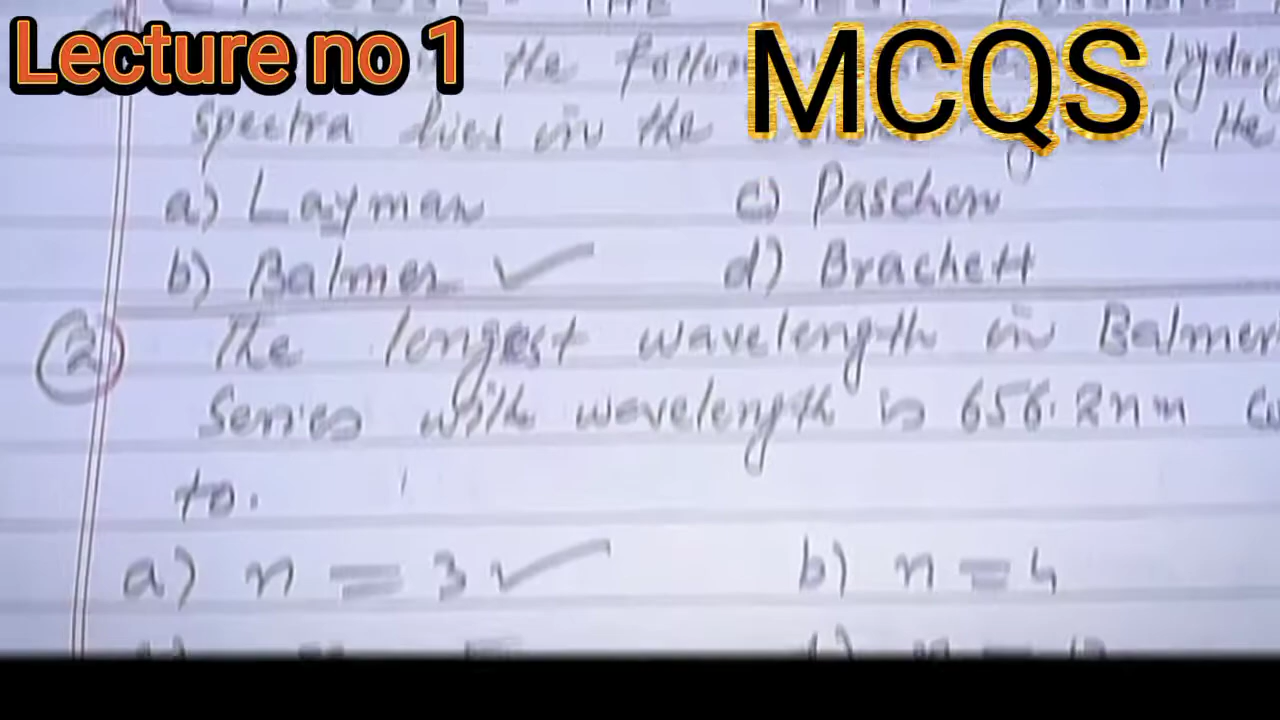 Lecture no 1
MCQS
the
spectra lies in the the
a) Layman c) Paschen
b) Balmer ✓ d) Brackett
2 The longest wavelength in Balmer
Series with wavelength is 656.2nm
to.
a) n = 3 ✓ b) n = 4